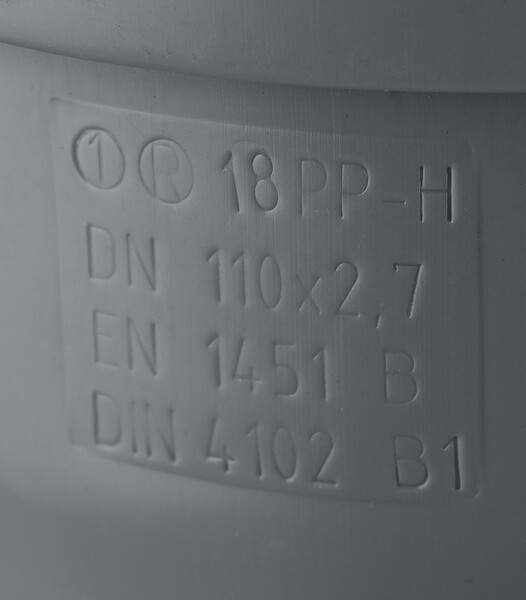 ① Ⓡ 18 PP-H
DN 110x2,7
EN 1451 B
DIN 4102 B1